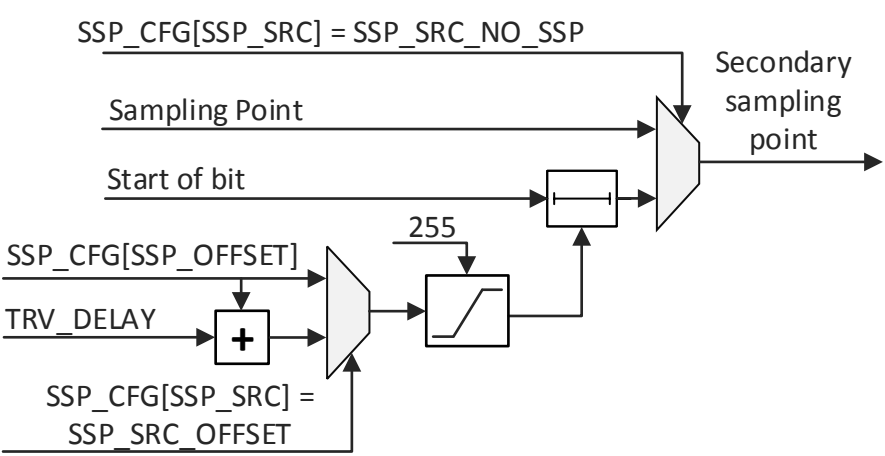 SSP_CFG[SSP_SRC] = SSP_SRC_NO_SSP
Secondary
sampling
point
Sampling Point
Start of bit
255
SSP_CFG[SSP_OFFSET]
TRV_DELAY
+
SSP_CFG[SSP_SRC] =
SSP_SRC_OFFSET